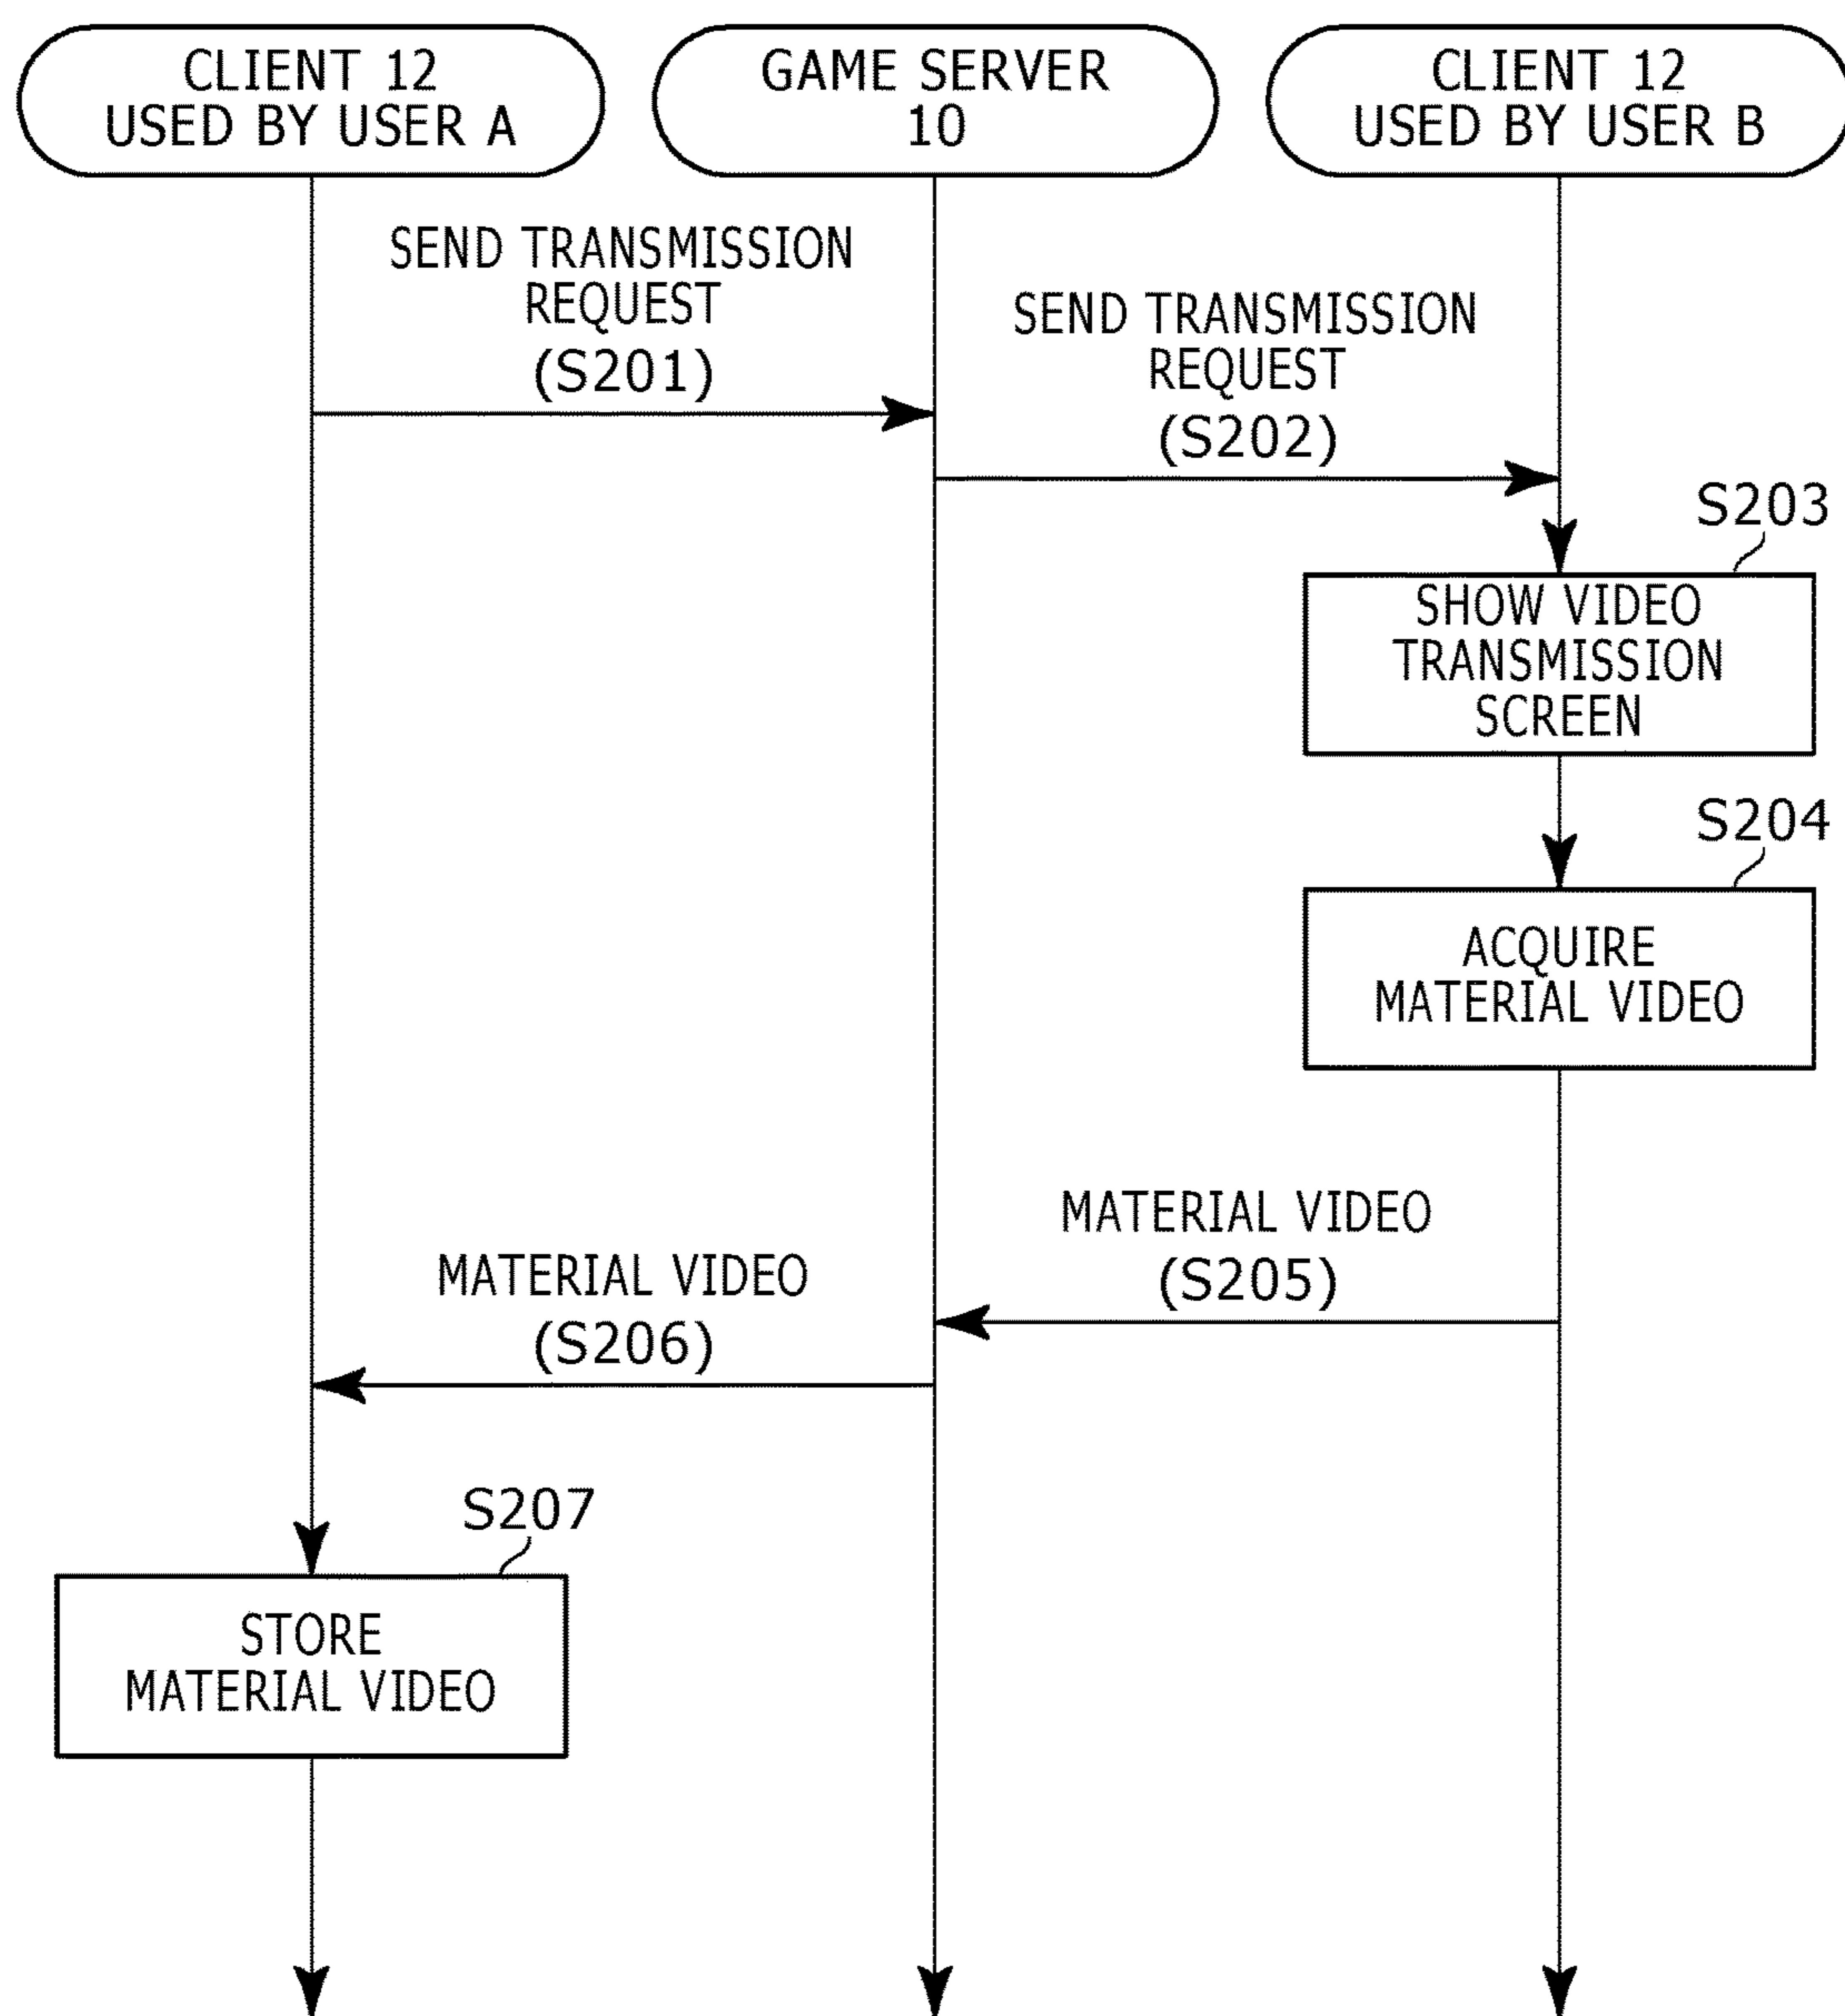 CLIENT 12
USED BY USER A
GAME SERVER
10
CLIENT 12
USED BY USER B
SEND TRANSMISSION
REQUEST
(S201)
SEND TRANSMISSION
REQUEST
(S202)
S203
SHOW VIDEO
TRANSMISSION
SCREEN
S204
ACQUIRE
MATERIAL VIDEO
MATERIAL VIDEO
(S205)
MATERIAL VIDEO
(S206)
S207
STORE
MATERIAL VIDEO